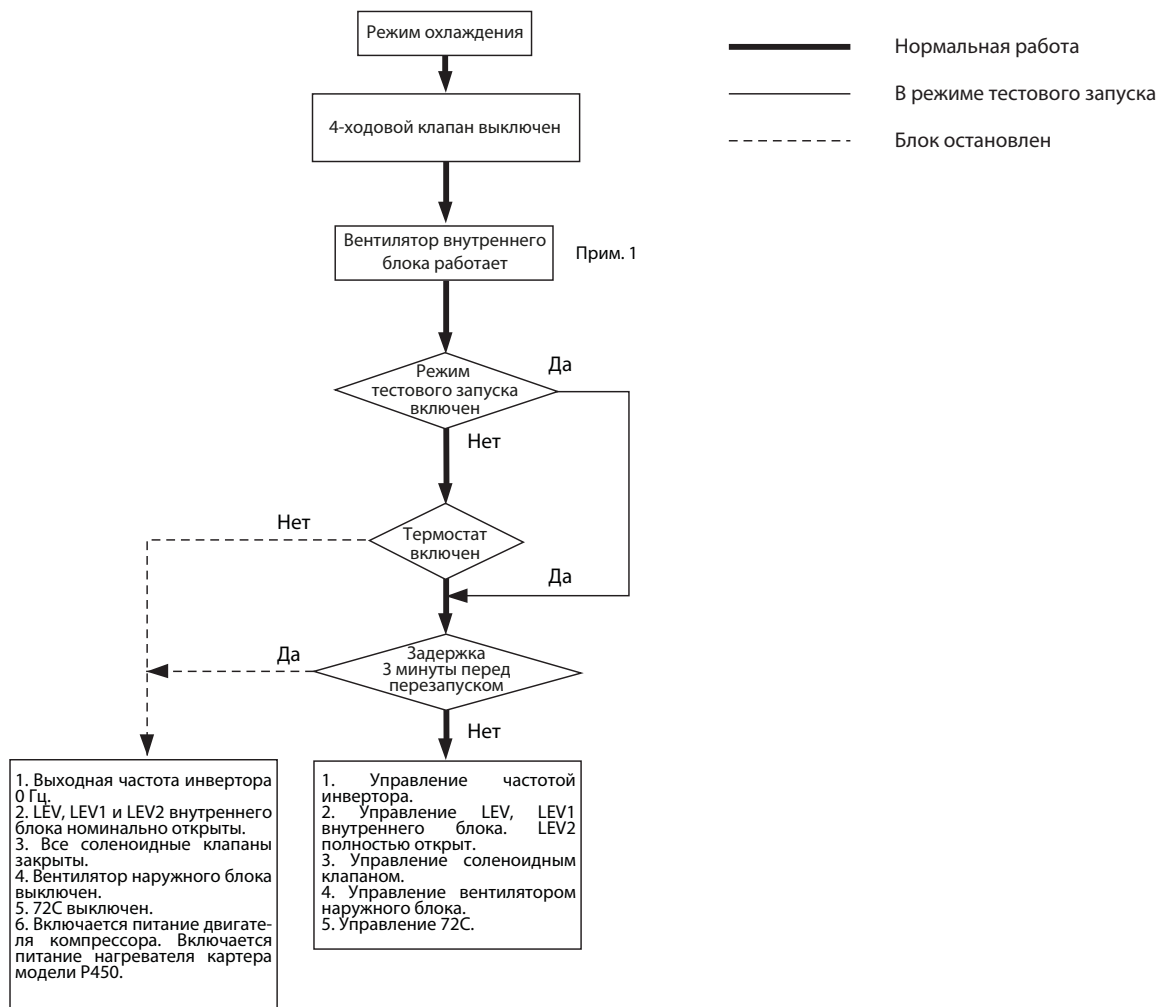 Режим охлаждения
Нормальная работа
В режиме тестового запуска
Блок остановлен
4-ходовой клапан выключен
Вентилятор внутреннего
блока работает
Прим. 1
Режим
тестового запуска
включен
Да
Нет
Термостат
включен
Нет
Да
Задержка
3 минуты перед
перезапуском
Да
Нет
1. Выходная частота инвертора
0 Гц.
2. LEV, LEV1 и LEV2 внутреннего
блока номинально открыты.
3. Все соленоидные клапаны
закрыты.
4. Вентилятор наружного блока
выключен.
5. 72C выключен.
6. Включается питание двигате-
ля компрессора. Включается
питание нагревателя картера
модели P450.
1. Управление частотой
инвертора.
2. Управление LEV, LEV1
внутреннего блока. LEV2
полностью открыт.
3. Управление соленоидным
клапаном.
4. Управление вентилятором
наружного блока.
5. Управление 72C.